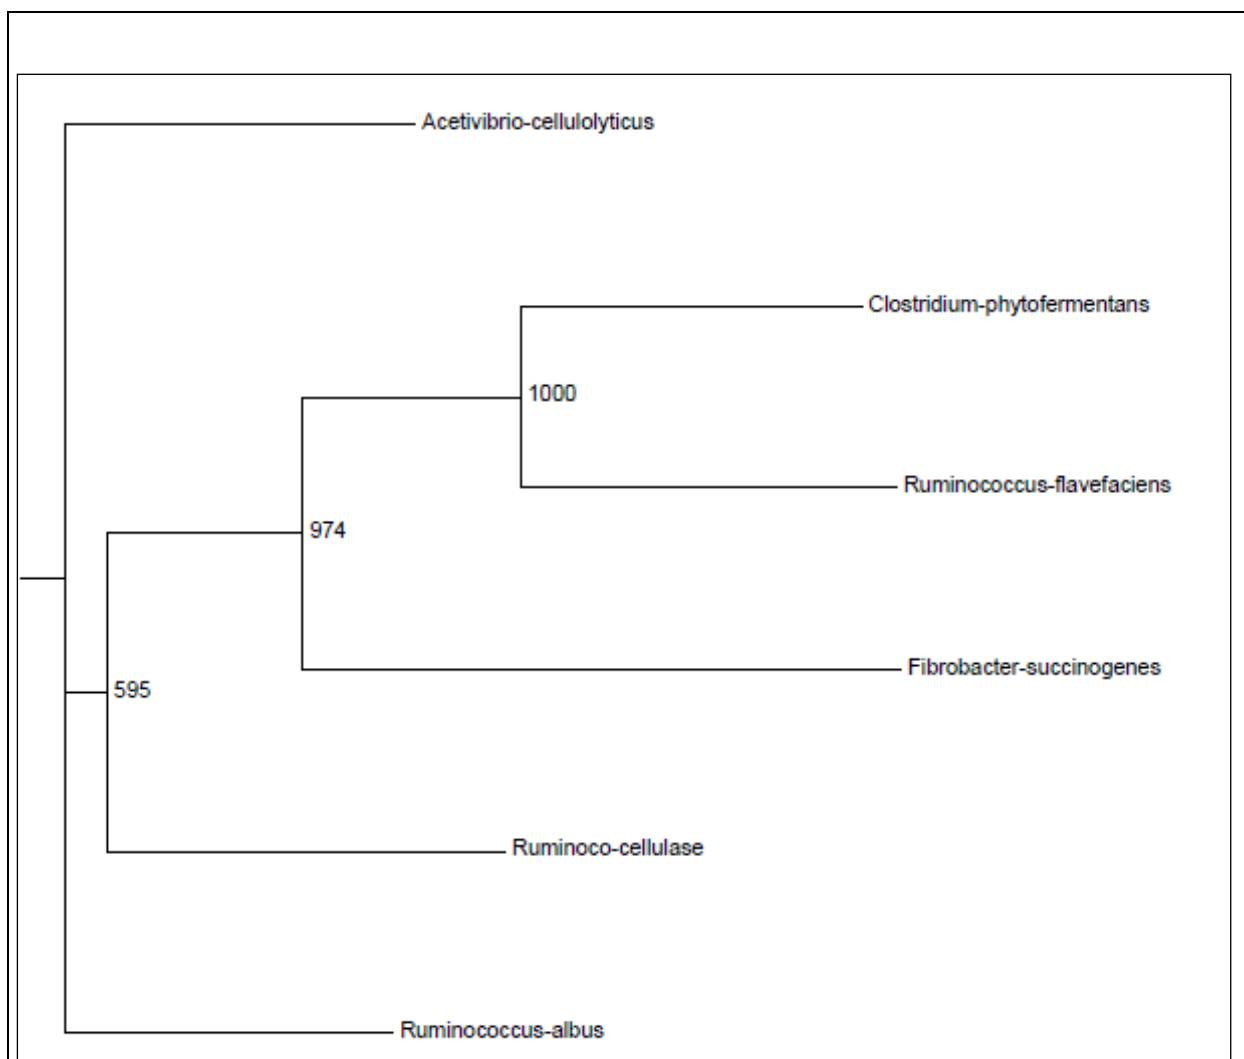 Acetivibrio-cellulolyticus
Clostridium-phytofermentans
1000
Ruminococcus-flavefaciens
974
Fibrobacter-succinogenes
595
Ruminoco-cellulase
Ruminococcus-albus